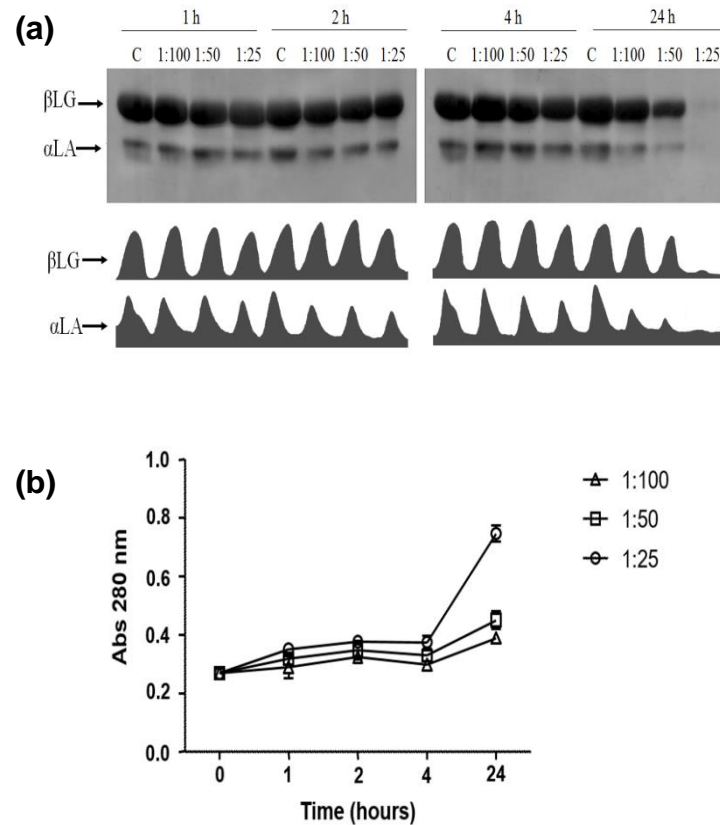 (a)
1 h 2 h 4 h 24 h
C 1:100 1:50 1:25 C 1:100 1:50 1:25 C 1:100 1:50 1:25 C 1:100 1:50 1:25
βLG
αLA
βLG
αLA
(b)
1.0
0.8
0.6
0.4
0.2
0.0
Abs 280 nm
0 1 2 4 24
Time (hours)
1:100
1:50
1:25